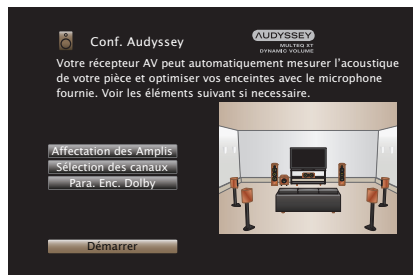 Conf. Audyssey
AUDYSSEY
MULTEQ XT
DYNAMIC VOLUME
Votre récepteur AV peut automatiquement mesurer l'acoustique
de votre pièce et optimiser vos enceintes avec le microphone
fournie. Voir les éléments suivant si necessaire.
Affectation des Amplis
Sélection des canaux
Para. Enc. Dolby
Démarrer